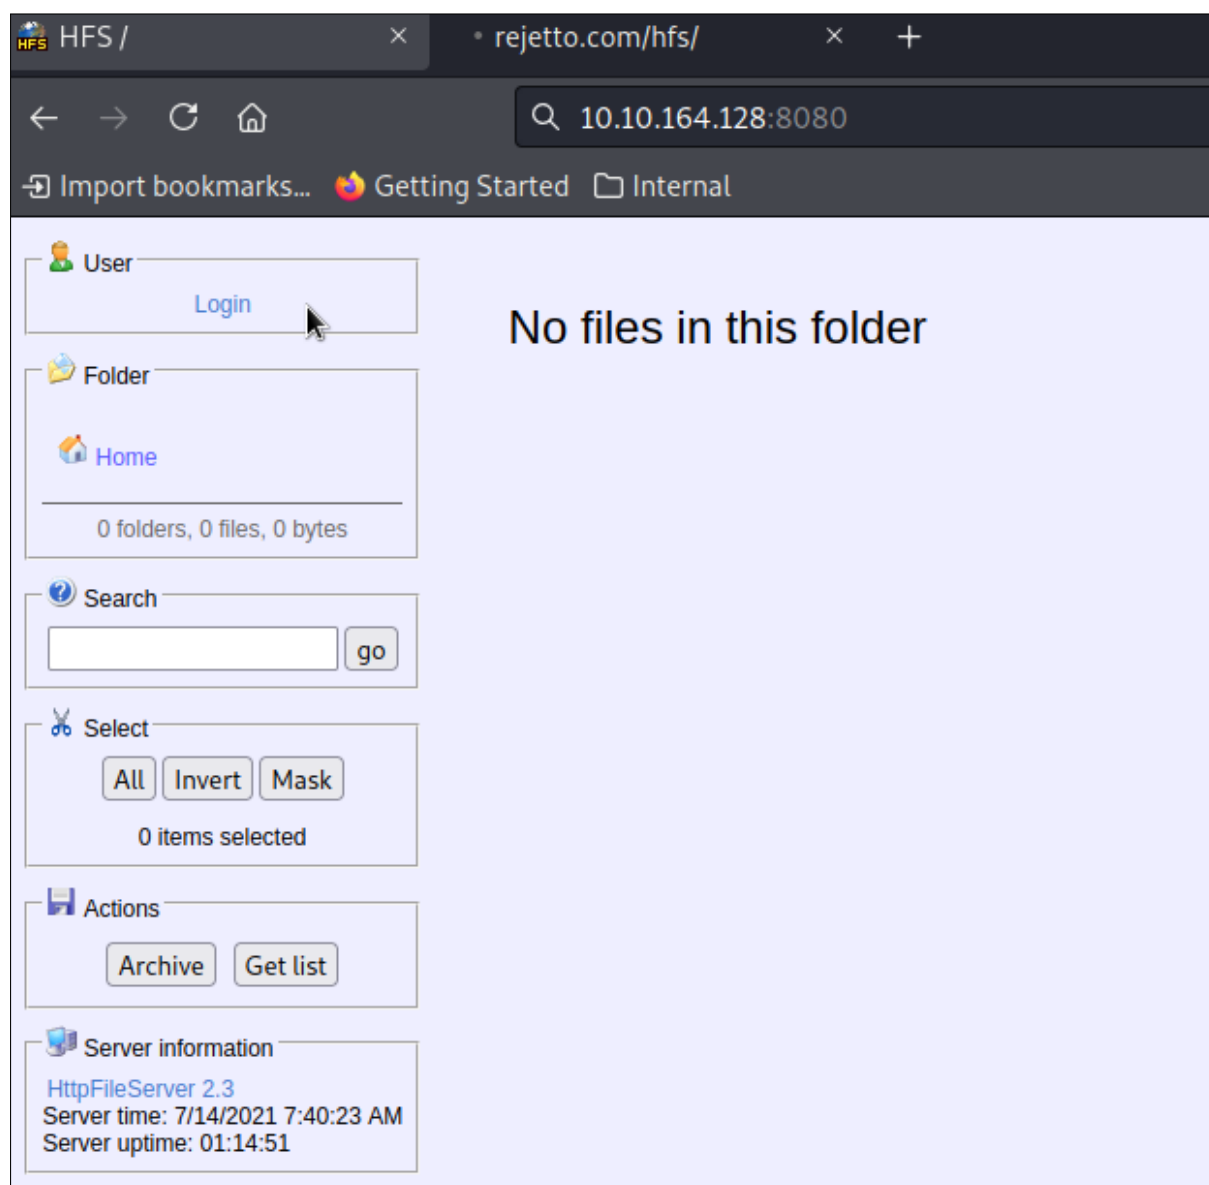 HFS /
rejetto.com/hfs/
10.10.164.128:8080
Import bookmarks...
Getting Started
Internal
User
Login
No files in this folder
Folder
Home
0 folders, 0 files, 0 bytes
Search
go
Select
All
Invert
Mask
0 items selected
Actions
Archive
Get list
Server information
HttpFileServer 2.3
Server time: 7/14/2021 7:40:23 AM
Server uptime: 01:14:51